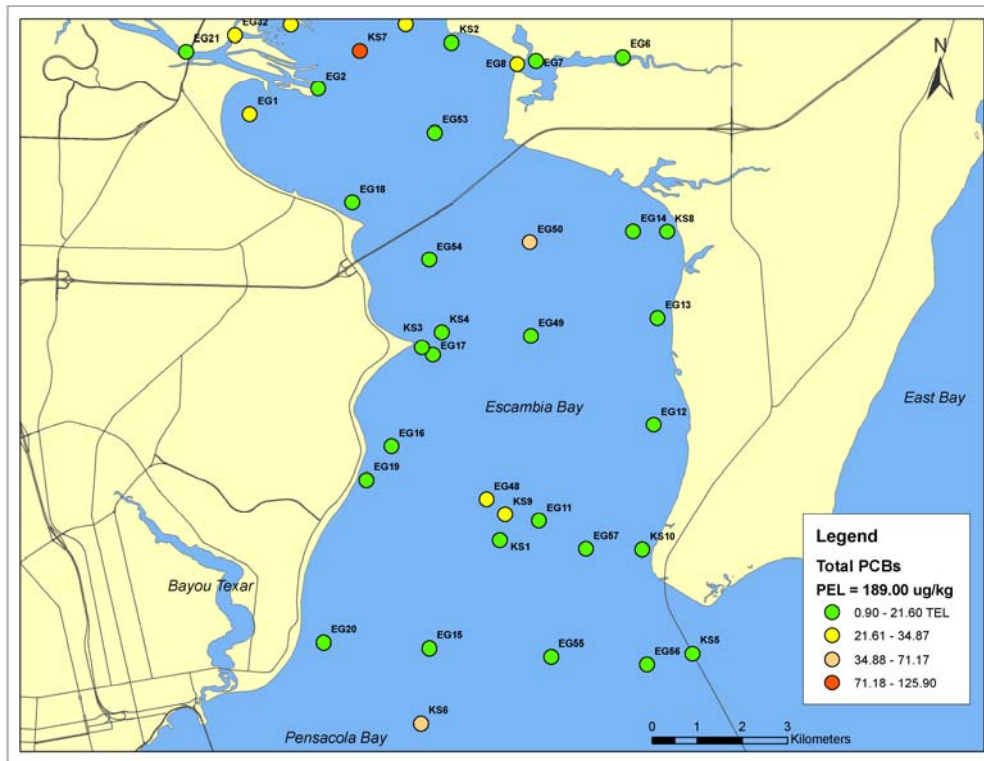 EG32
EG21
KS7
KS2
EG8
EG7
EG6
N
EG2
EG1
EG53
EG18
EG14
KS8
EG50
EG54
EG13
KS3
KS4
EG49
EG17
Escambia Bay
East Bay
EG12
EG16
EG19
EG48
KS9
EG11
KS1
EG57
KS10
Bayou Texar
Legend
Total PCBs
PEL = 189.00 ug/kg
0.90 - 21.60 TEL
21.61 - 34.87
34.88 - 71.17
71.18 - 125.90
EG20
EG15
EG55
EG56
KS5
KS6
Pensacola Bay
0 1 2 3
Kilometers